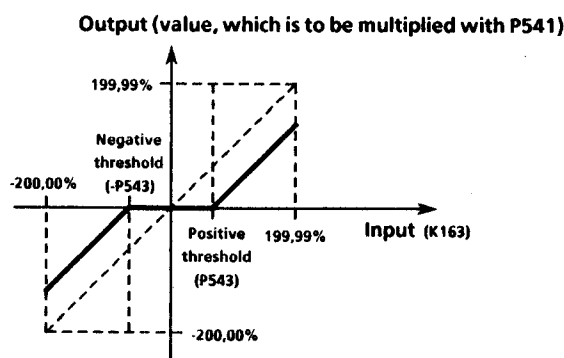 Output (value, which is to be multiplied with P541)
199,99%
Negative
threshold
(-P543)
-200,00%
Positive
threshold
(P543)
199,99%
Input (K163)
-200,00%